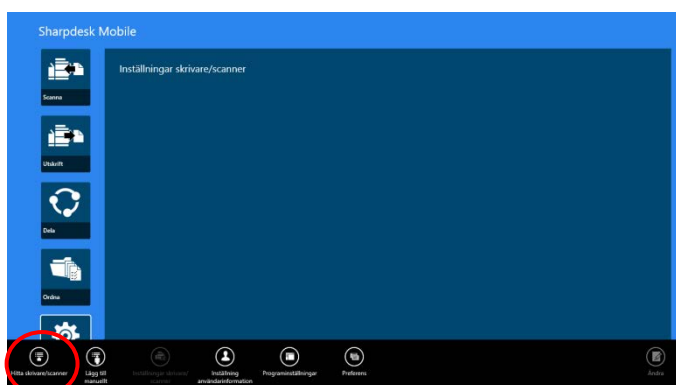 Sharpdesk Mobile
Inställningar skrivare/scanner
Scanna
Utskrift
Dela
Ordna
Hitta skrivare/scanner
Lägg till
manuellt
Inställningar skrivare/
scanner
Inställning
användarinformation
Programinställningar
Preferens
Ändra